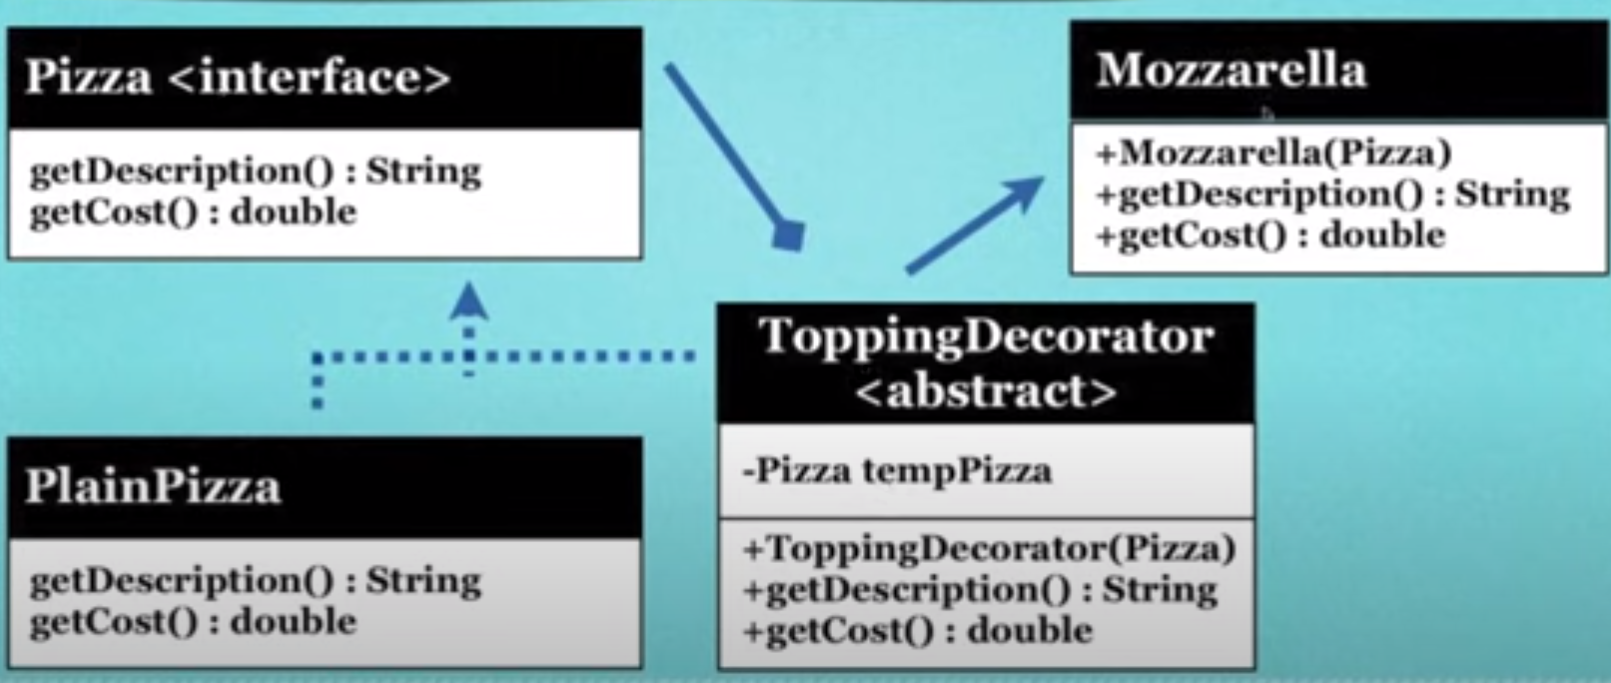 Pizza <interface>
getDescription() : String
getCost() : double
Mozzarella
+Mozzarella(Pizza)
+getDescription() : String
+getCost() : double
PlainPizza
getDescription() : String
getCost() : double
ToppingDecorator
<abstract>
-Pizza tempPizza
+ToppingDecorator(Pizza)
+getDescription() : String
+getCost() : double